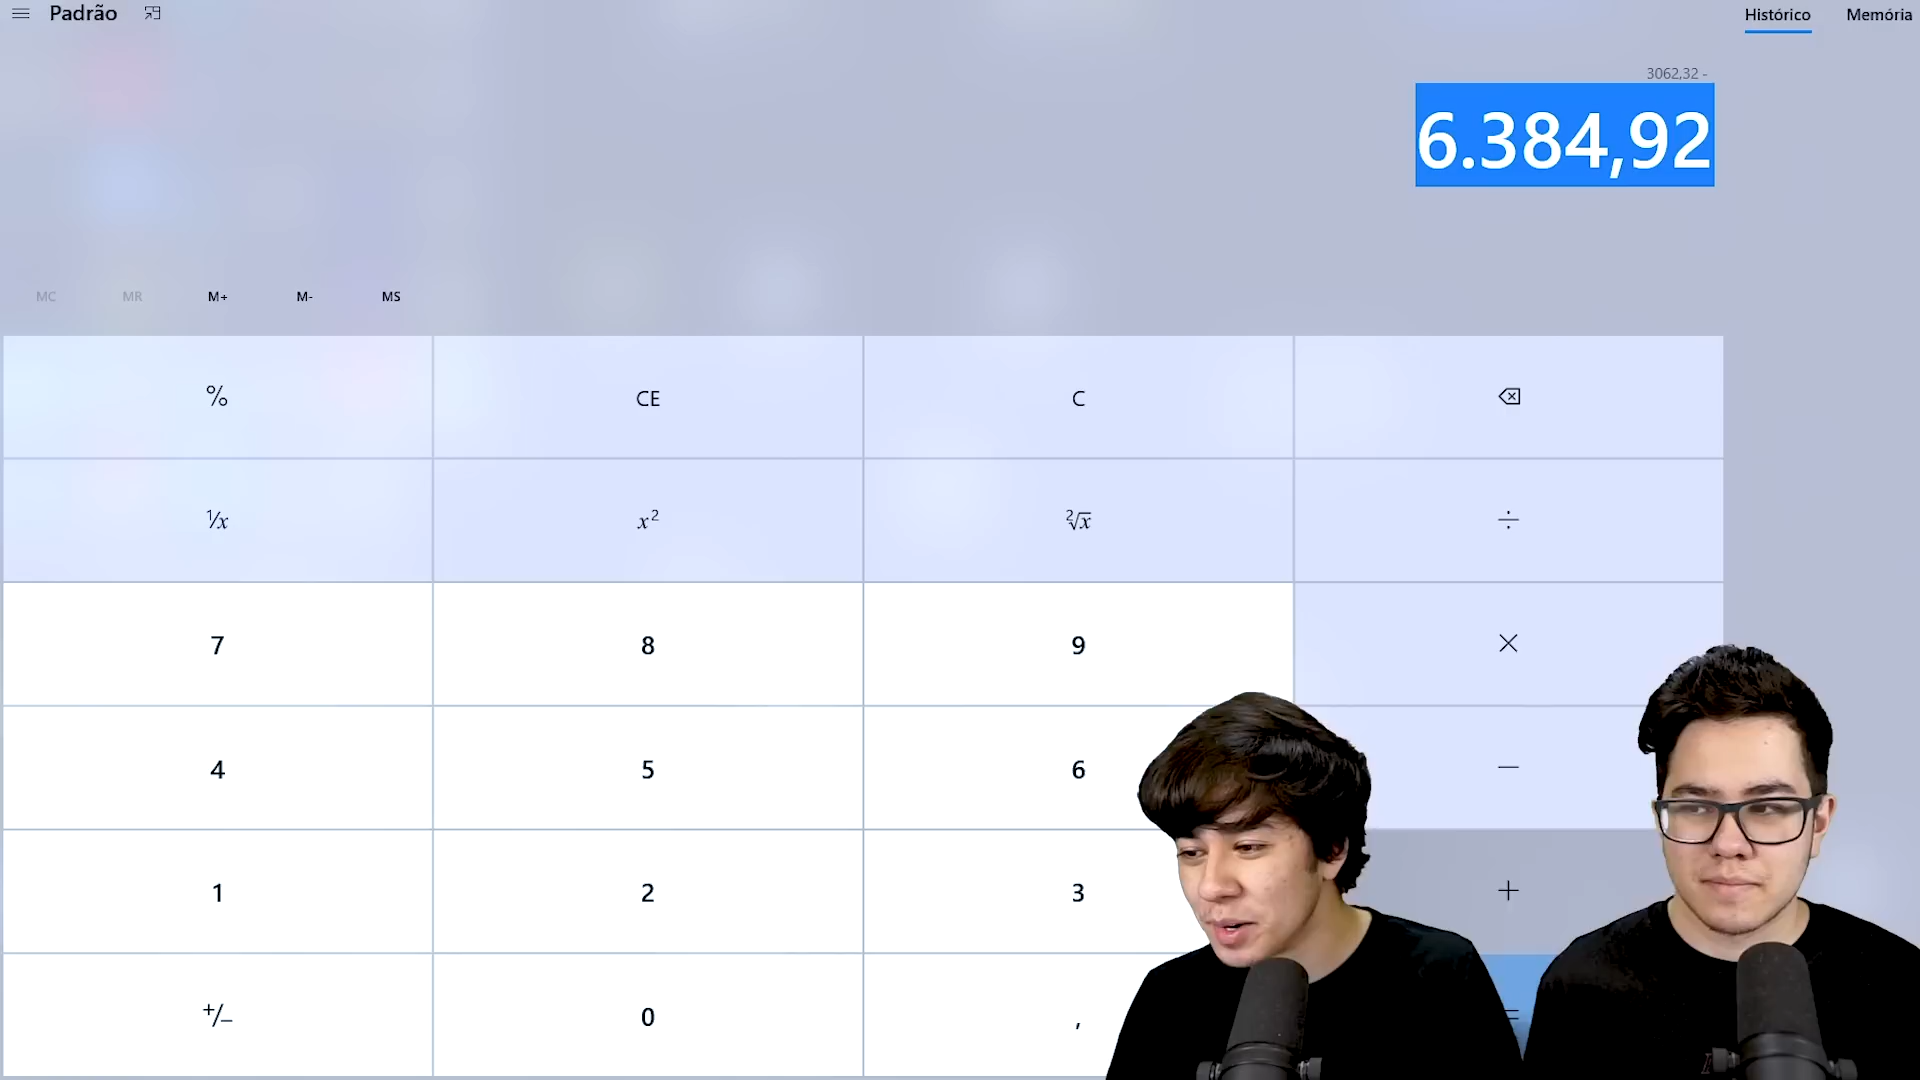 Padrão
Histórico Memória
3062,32 -
6.384,92
MC MR M+ M- MS
% CE C
¹/x x² ²√x ÷
7 8 9 ×
4 5 6 −
1 2 3 +
+/− 0 , =